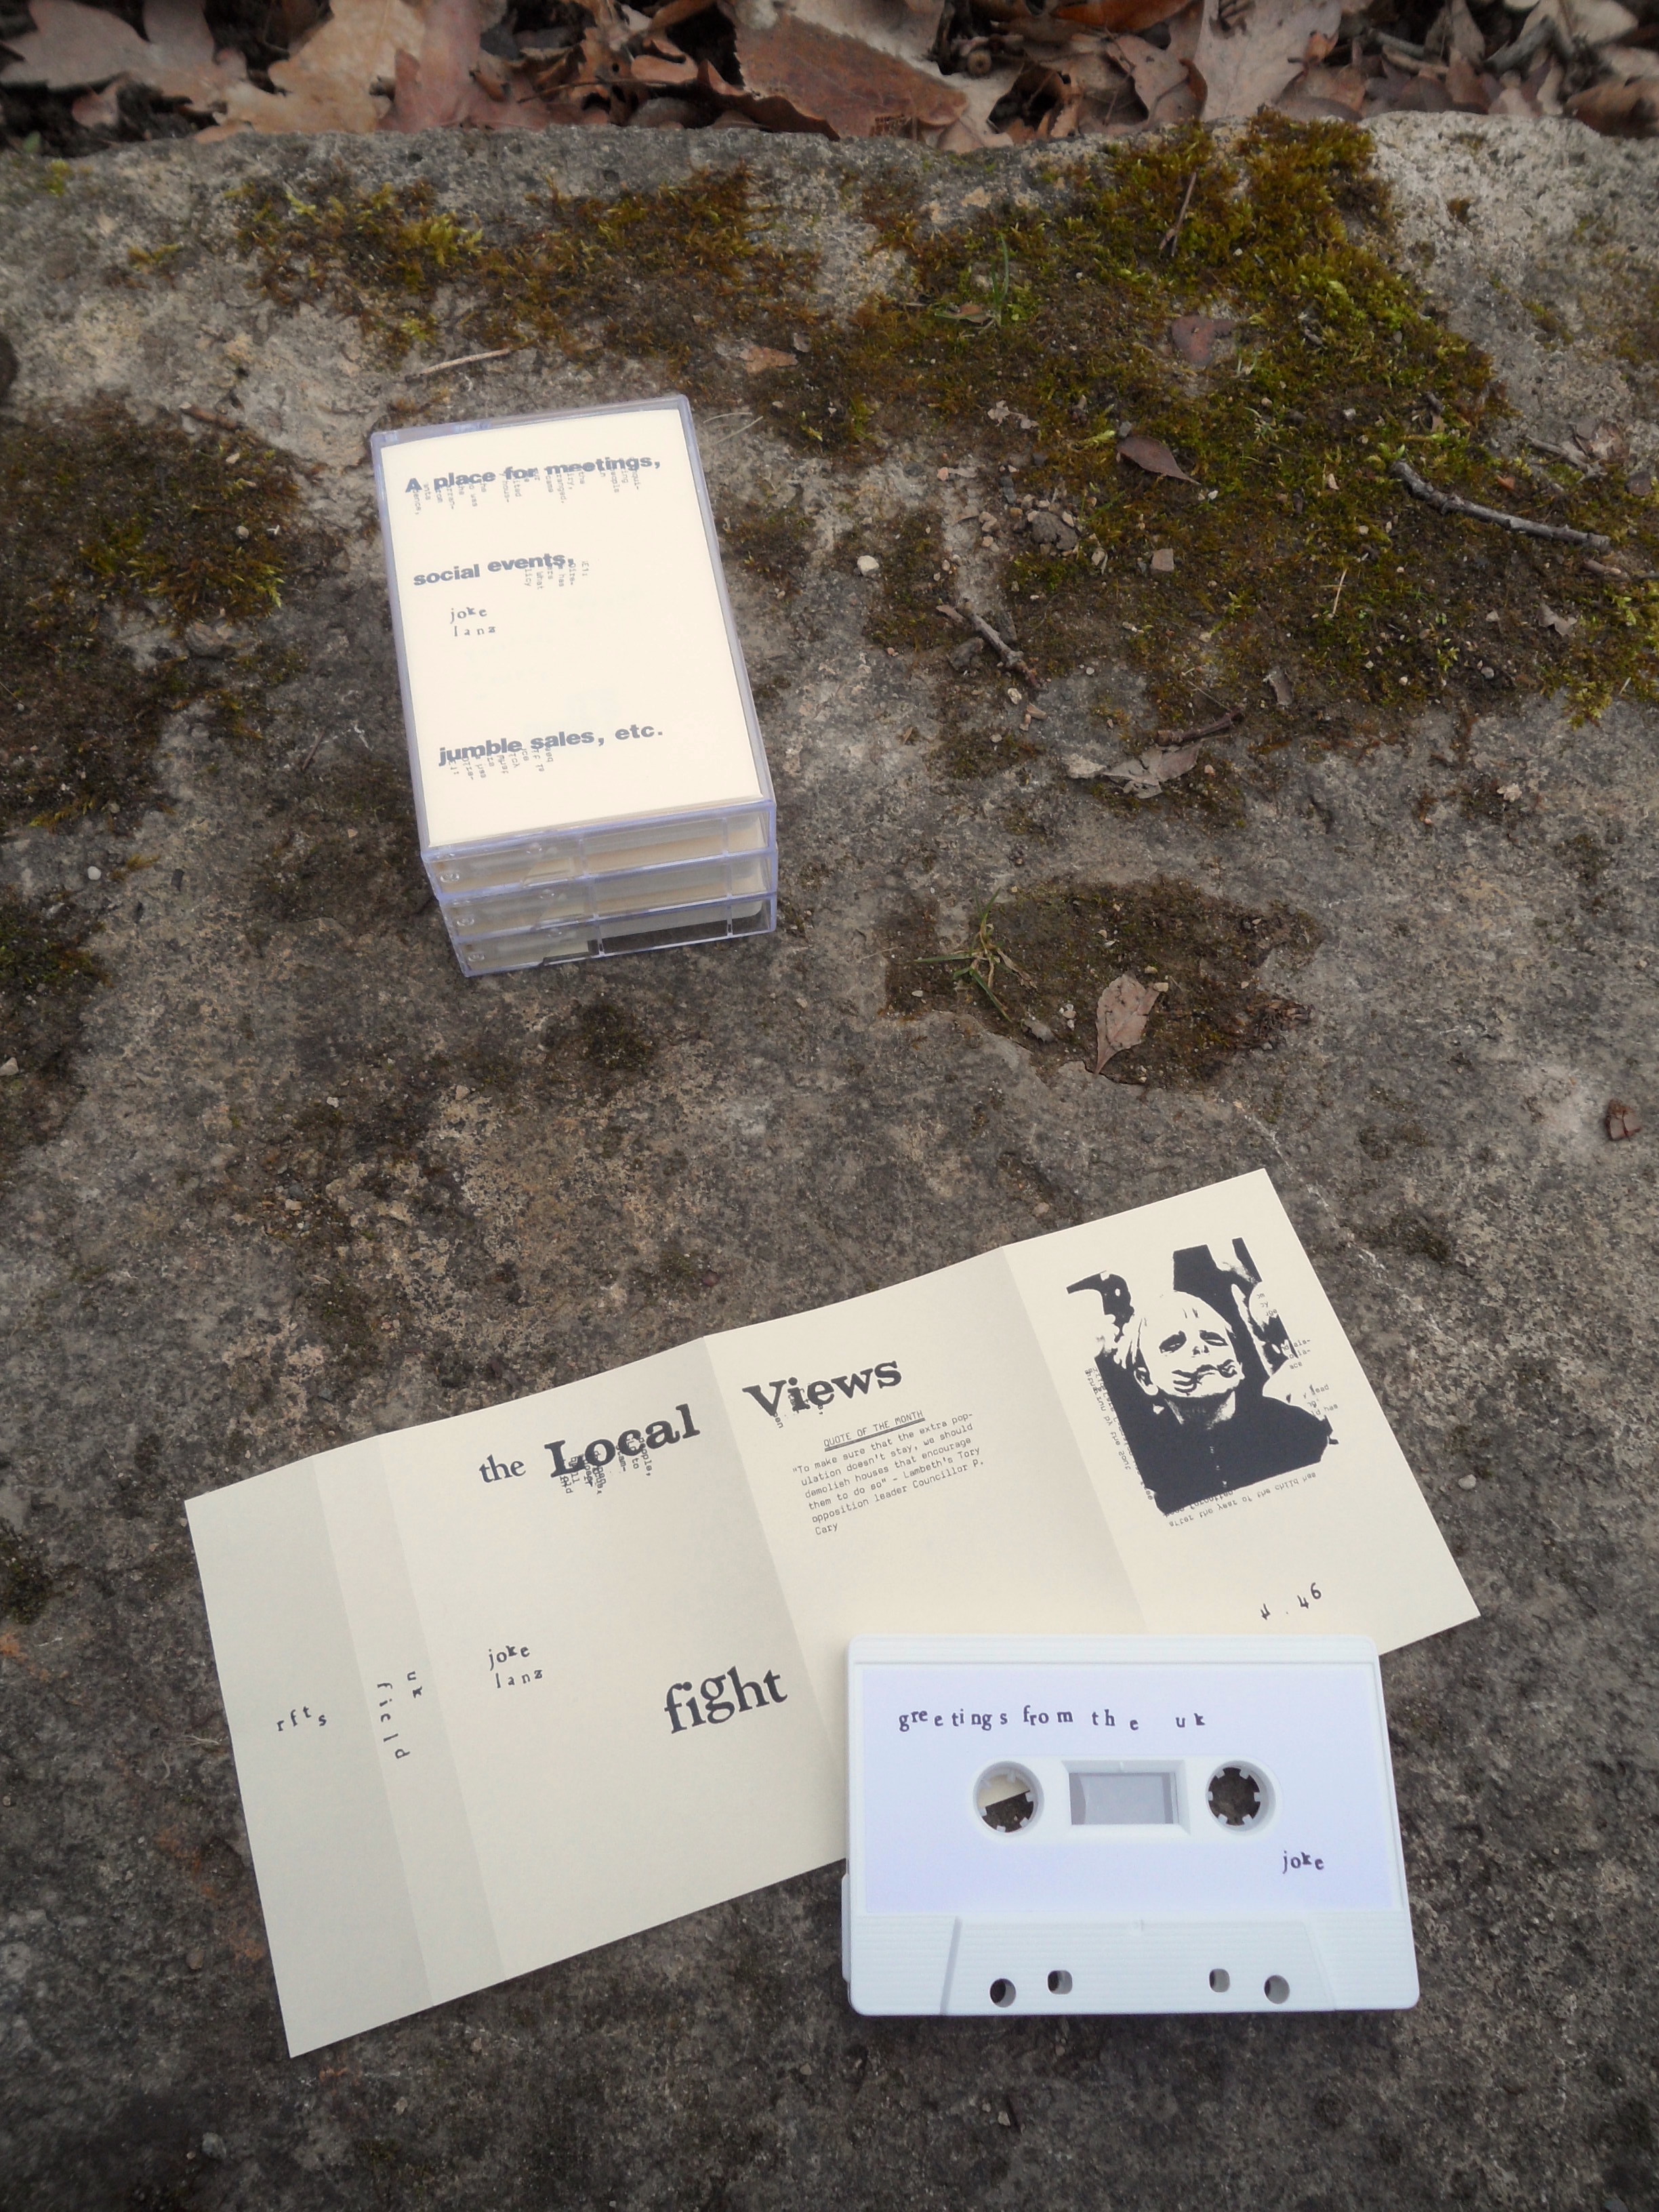 A place for meetings,
social events,
joke
lanz
jumble sales, etc.
the Local
Views
QUOTE OF THE MONTH
"To make sure that the extra pop-
ulation doesn't stay, we should
demolish houses that encourage
them to do so" - Lambeth's Tory
opposition leader Councillor P.
Cary
joke
lanz
fight
rfts
uk
field
4.46
greetings from the uk
joke